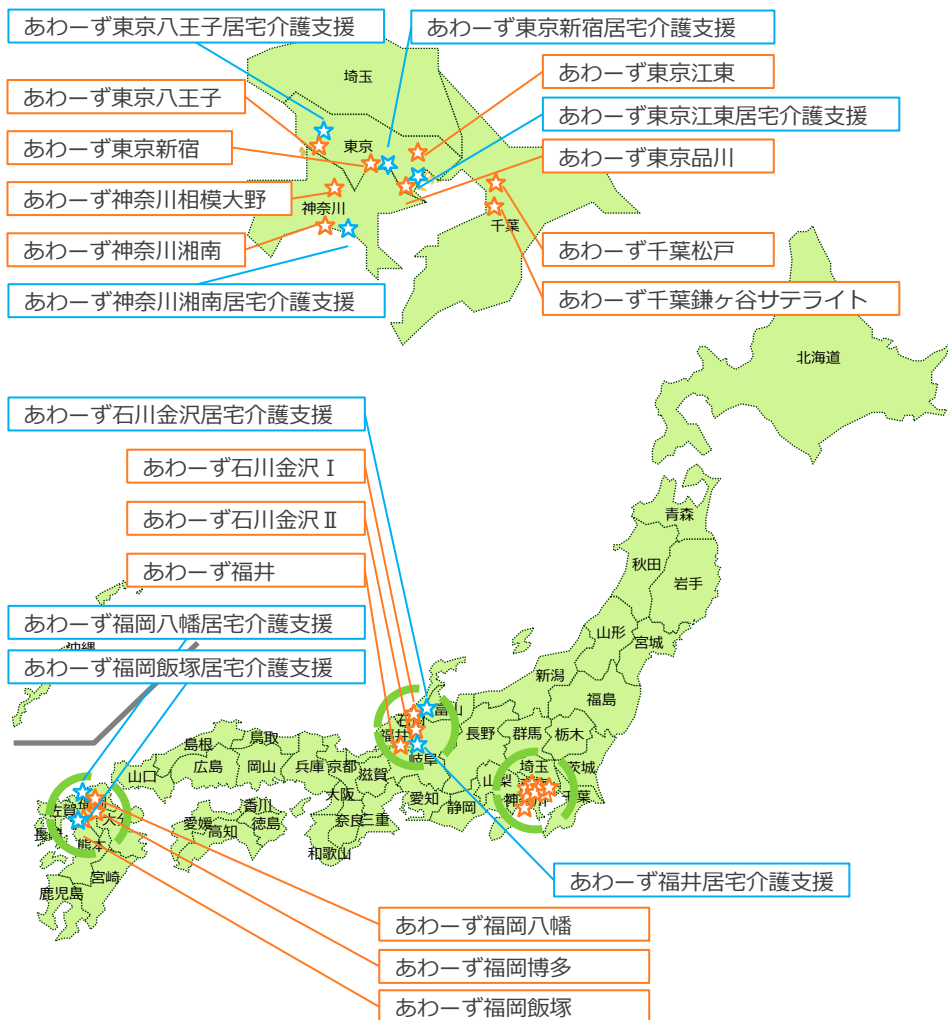 あわーず東京八王子居宅介護支援
あわーず東京新宿居宅介護支援
埼玉
あわーず東京江東
あわーず東京八王子
あわーず東京江東居宅介護支援
あわーず東京新宿
東京
あわーず東京品川
あわーず神奈川相模大野
神奈川
千葉
あわーず神奈川湘南
あわーず千葉松戸
あわーず神奈川湘南居宅介護支援
あわーず千葉鎌ヶ谷サテライト
北海道
あわーず石川金沢居宅介護支援
あわーず石川金沢Ⅰ
あわーず石川金沢Ⅱ
青森
秋田
あわーず福井
岩手
あわーず福岡八幡居宅介護支援
山形
宮城
沖縄
あわーず福岡飯塚居宅介護支援
新潟
福島
富山
石川
福井
長野
群馬
栃木
島根
鳥取
岐阜
埼玉
茨城
山口
広島
岡山
兵庫
京都
滋賀
山梨
千葉
大阪
愛知
静岡
佐賀
香川
愛媛
高知
徳島
奈良
三重
長崎
大分
熊本
和歌山
宮崎
鹿児島
あわーず福井居宅介護支援
あわーず福岡八幡
あわーず福岡博多
あわーず福岡飯塚